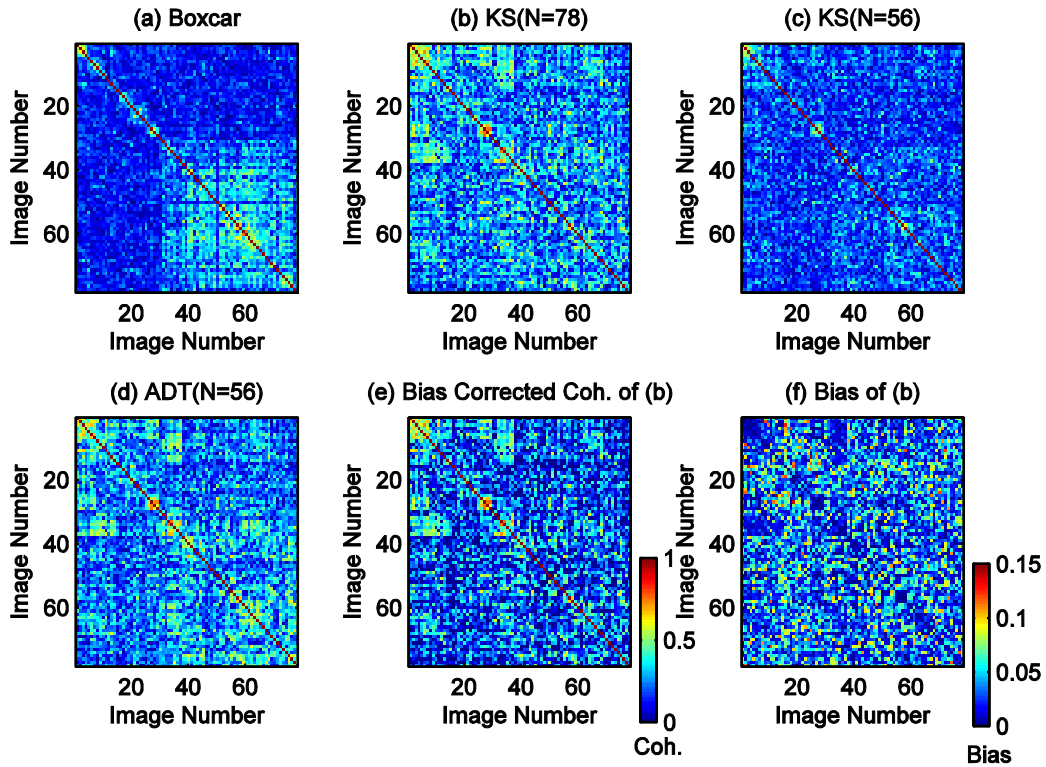 (a) Boxcar
(b) KS(N=78)
(c) KS(N=56)
Image Number
20
40
60
20 40 60
Image Number
Image Number
20
40
60
20 40 60
Image Number
Image Number
20
40
60
20 40 60
Image Number
(d) ADT(N=56)
(e) Bias Corrected Coh. of (b)
(f) Bias of (b)
Image Number
20
40
60
20 40 60
Image Number
Image Number
20
40
60
20 40 60
Image Number
1
0.5
0
Coh.
Image Number
20
40
60
20 40 60
Image Number
0.15
0.1
0.05
0
Bias